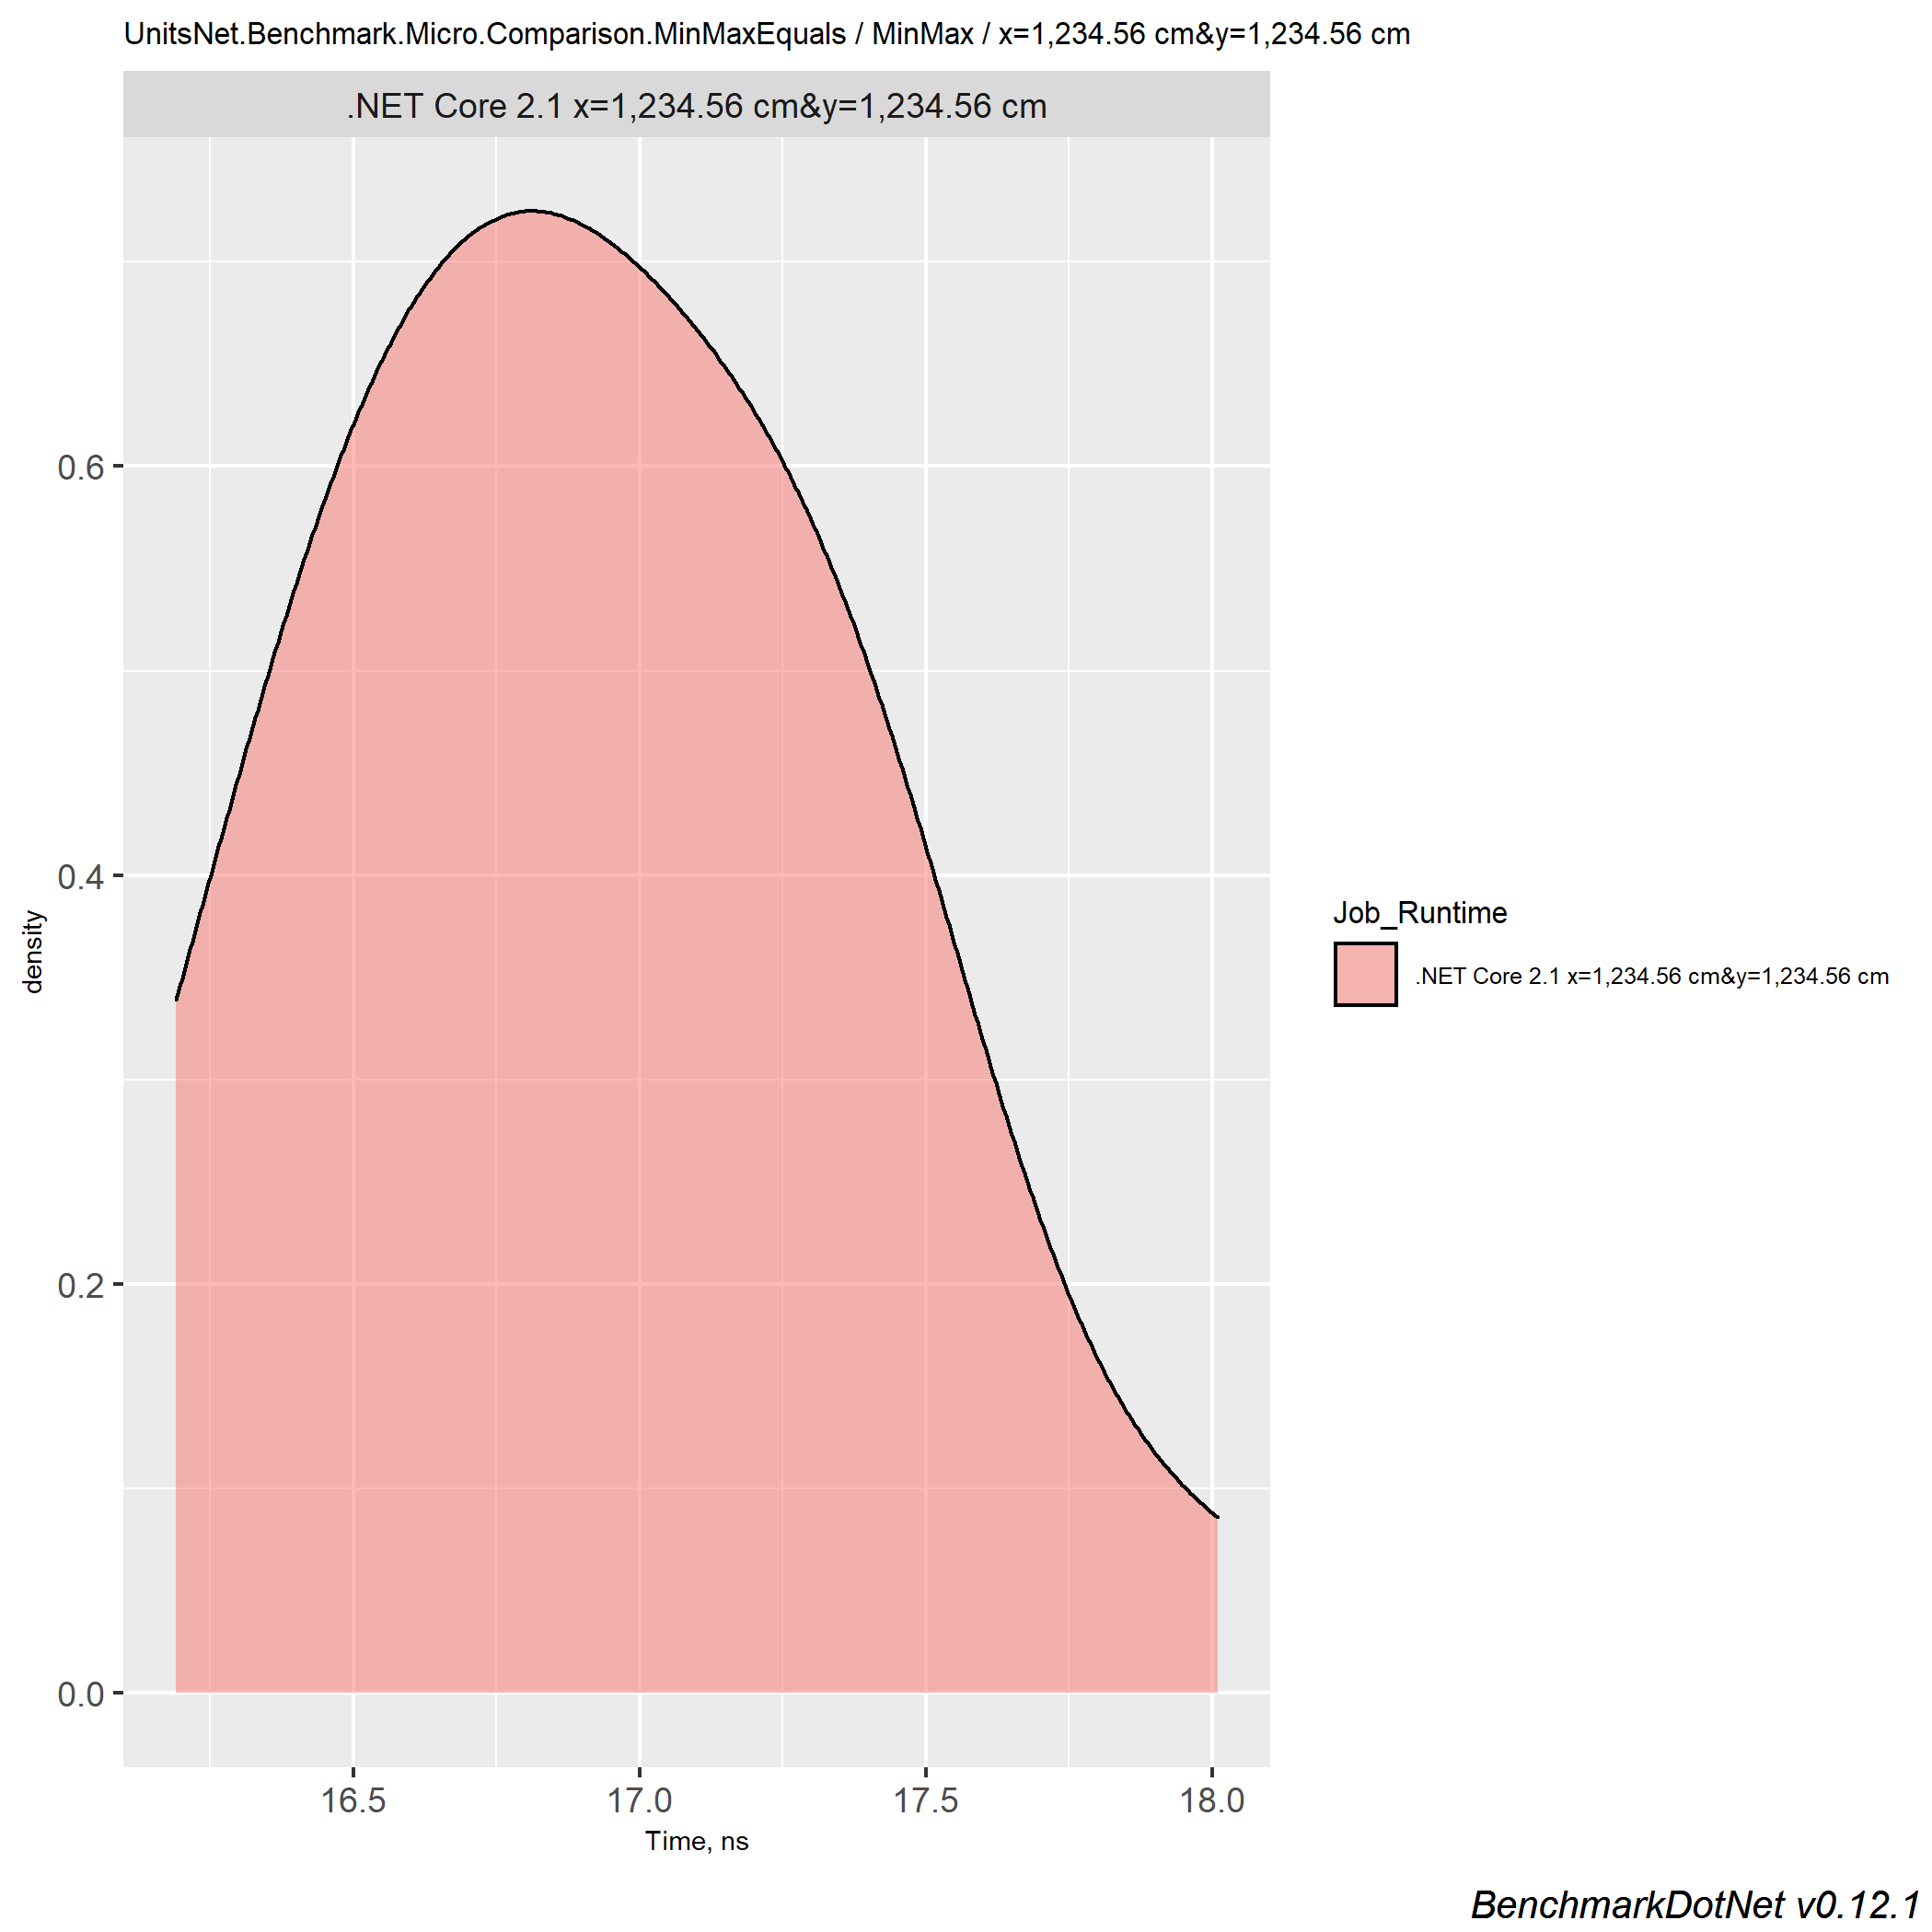 UnitsNet.Benchmark.Micro.Comparison.MinMaxEquals / MinMax / x=1,234.56 cm&y=1,234.56 cm
.NET Core 2.1 x=1,234.56 cm&y=1,234.56 cm
0.6
0.4
0.2
0.0
density
16.5 17.0 17.5 18.0
Time, ns
Job_Runtime
.NET Core 2.1 x=1,234.56 cm&y=1,234.56 cm
BenchmarkDotNet v0.12.1